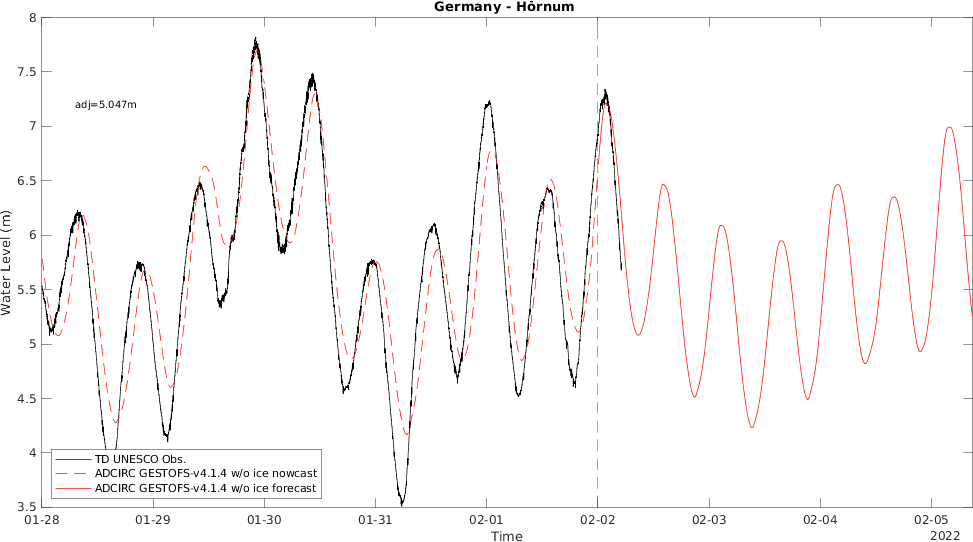 Germany - Hörnum
8
7.5
7
6.5
6
5.5
5
4.5
4
3.5
Water Level (m)
adj=5.047m
TD UNESCO Obs.
ADCIRC GESTOFS-v4.1.4 w/o ice nowcast
ADCIRC GESTOFS-v4.1.4 w/o ice forecast
01-28 01-29 01-30 01-31 02-01 02-02 02-03 02-04 02-05
Time
2022